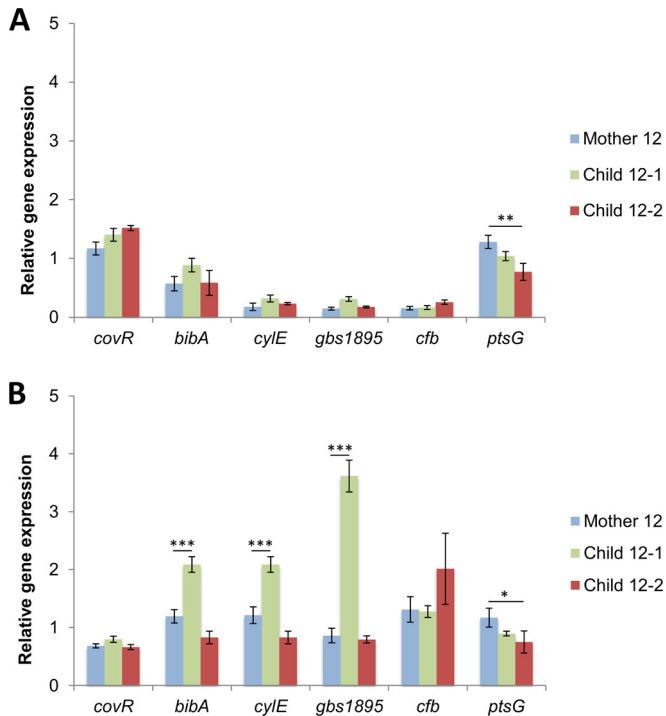 A
Relative gene expression
5
4
3
2
1
0
**
covR bibA cylE gbs1895 cfb ptsG
Mother 12
Child 12-1
Child 12-2
B
Relative gene expression
5
4
3
2
1
0
*** *** *** *
covR bibA cylE gbs1895 cfb ptsG
Mother 12
Child 12-1
Child 12-2